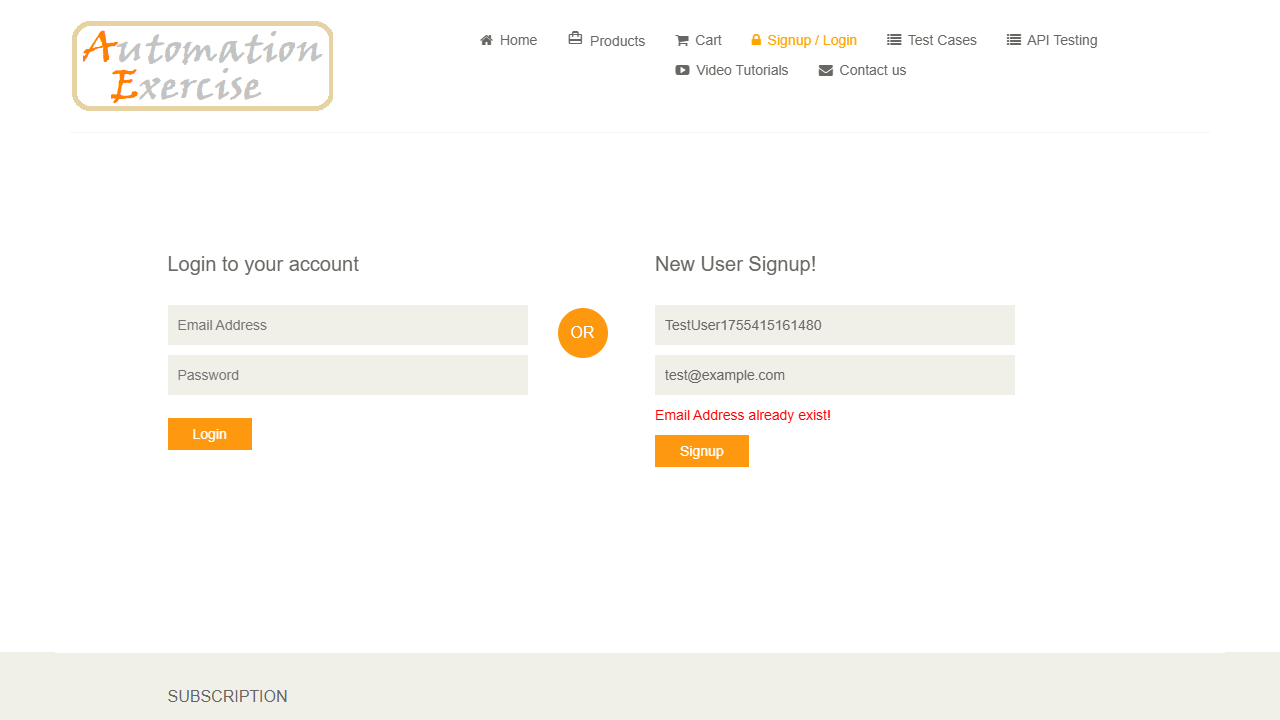 Automation
Exercise
Home Products Cart Signup / Login Test Cases API Testing
Video Tutorials Contact us
Login to your account
Email Address
Password
Login
OR
New User Signup!
TestUser1755415161480
test@example.com
Email Address already exist!
Signup
SUBSCRIPTION